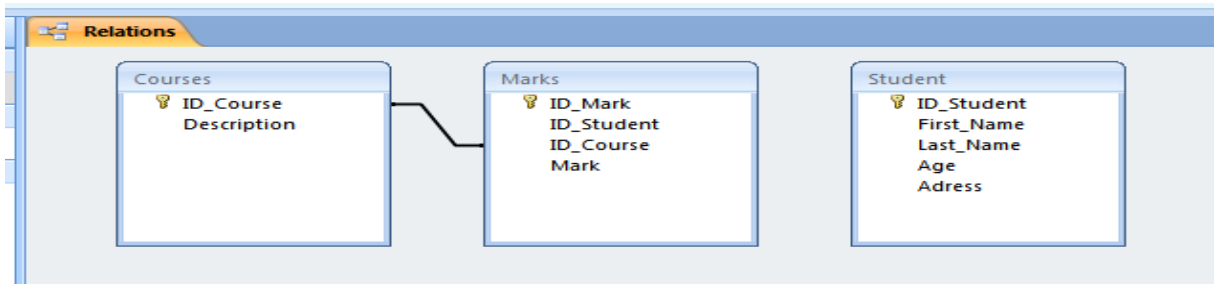 Relations
Courses
ID_Course
Description
Marks
ID_Mark
ID_Student
ID_Course
Mark
Student
ID_Student
First_Name
Last_Name
Age
Adress